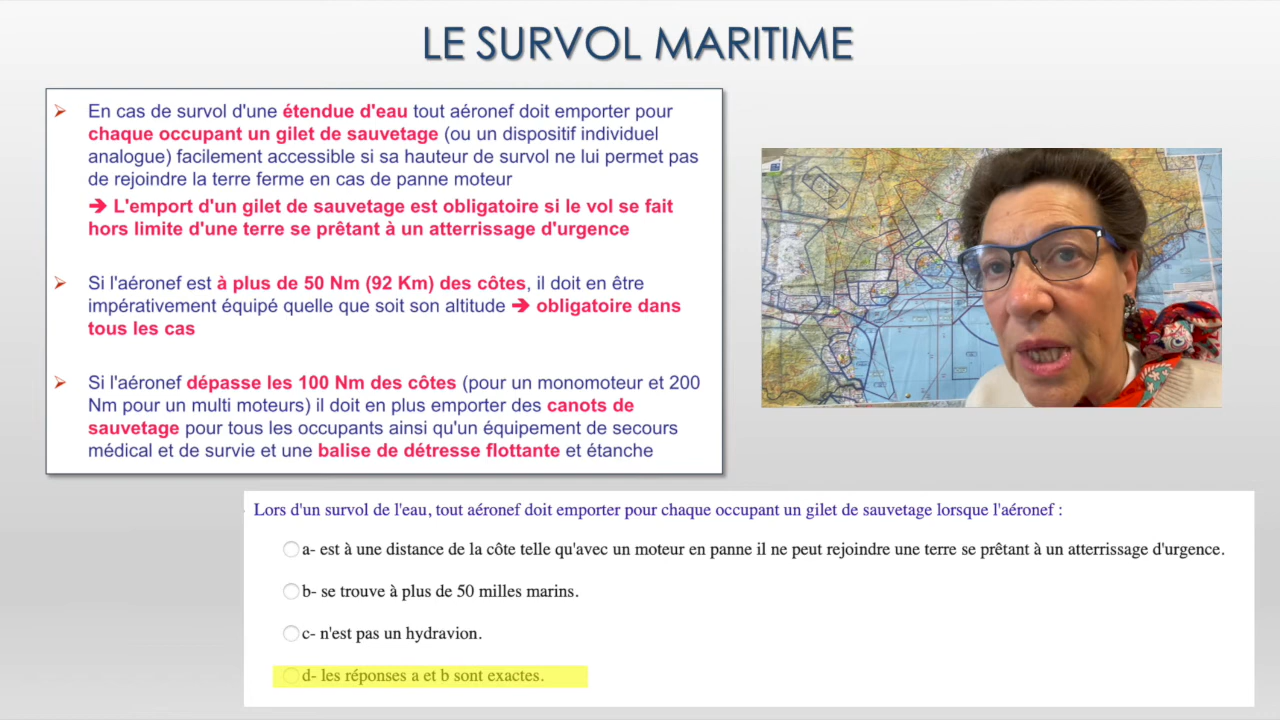 LE SURVOL MARITIME
➢ En cas de survol d'une étendue d'eau tout aéronef doit emporter pour
chaque occupant un gilet de sauvetage (ou un dispositif individuel
analogue) facilement accessible si sa hauteur de survol ne lui permet pas
de rejoindre la terre ferme en cas de panne moteur
➔ L'emport d'un gilet de sauvetage est obligatoire si le vol se fait
hors limite d'une terre se prêtant à un atterrissage d'urgence
➢ Si l'aéronef est à plus de 50 Nm (92 Km) des côtes, il doit en être
impérativement équipé quelle que soit son altitude ➔ obligatoire dans
tous les cas
➢ Si l'aéronef dépasse les 100 Nm des côtes (pour un monomoteur et 200
Nm pour un multi moteurs) il doit en plus emporter des canots de
sauvetage pour tous les occupants ainsi qu'un équipement de secours
médical et de survie et une balise de détresse flottante et étanche
Lors d'un survol de l'eau, tout aéronef doit emporter pour chaque occupant un gilet de sauvetage lorsque l'aéronef :
a- est à une distance de la côte telle qu'avec un moteur en panne il ne peut rejoindre une terre se prêtant à un atterrissage d'urgence.
b- se trouve à plus de 50 milles marins.
c- n'est pas un hydravion.
d- les réponses a et b sont exactes.